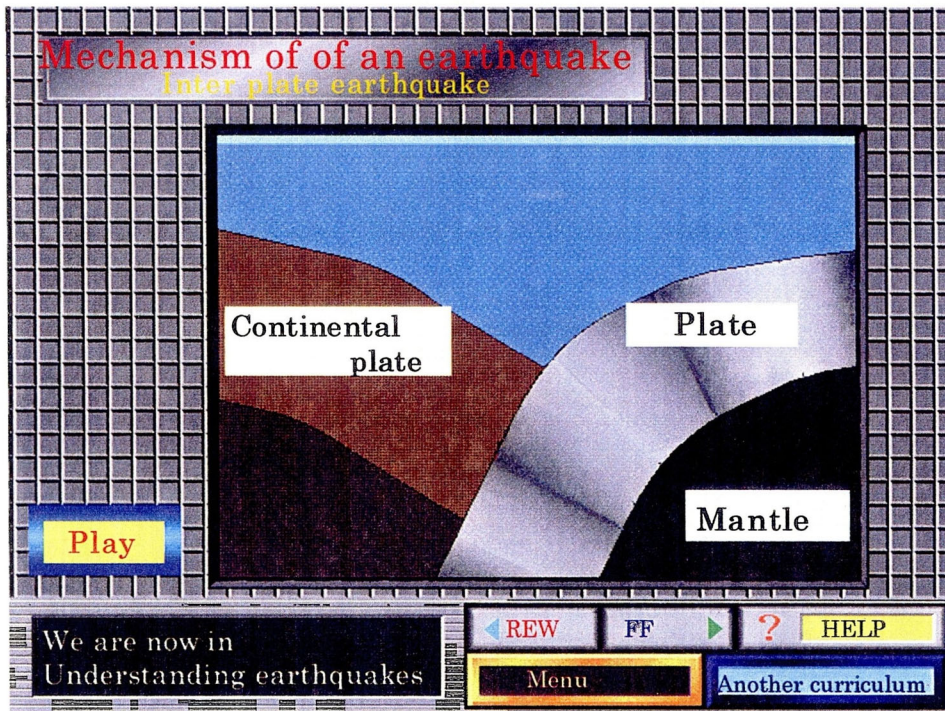 Mechanism of of an earthquake
Inter plate earthquake
Continental
plate
Plate
Mantle
Play
We are now in
Understanding earthquakes
REW
FF
? HELP
Menu
Another curriculum